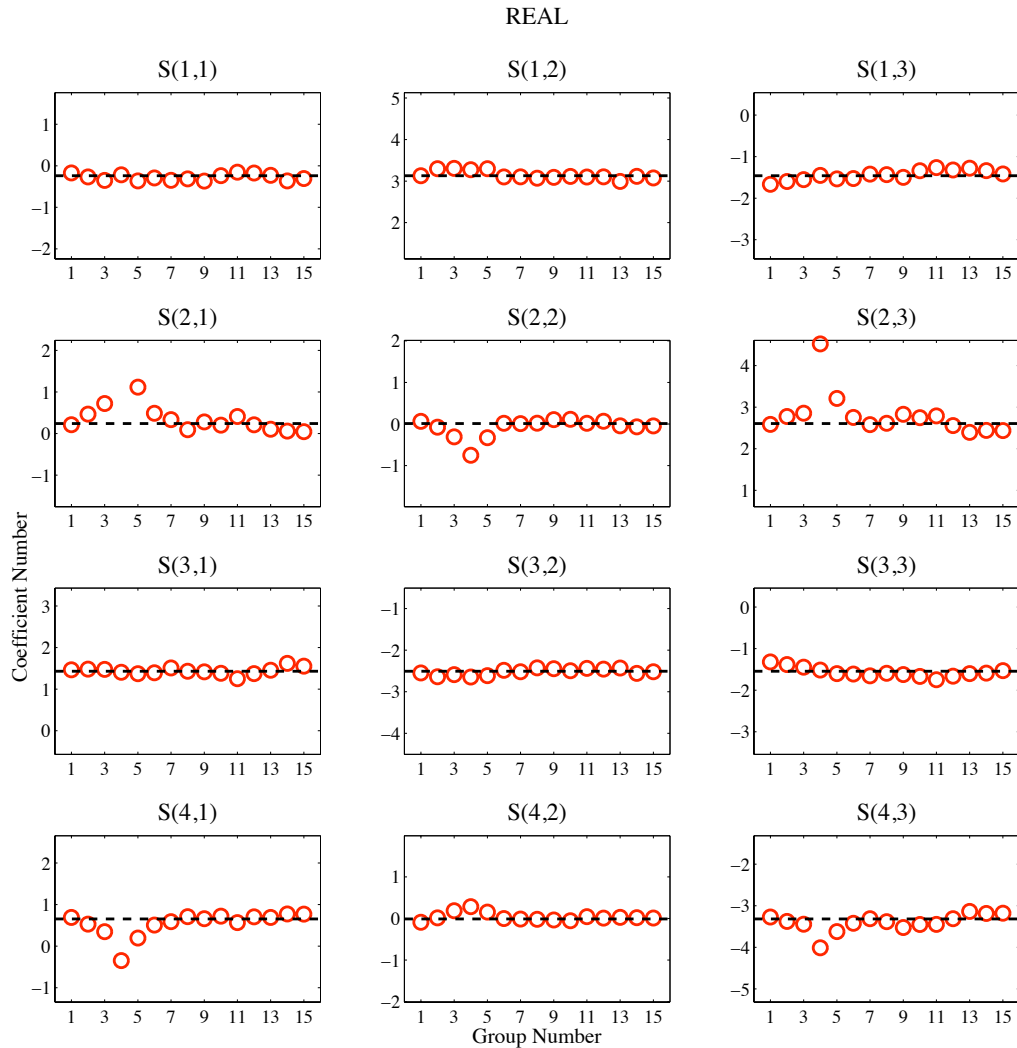 REAL
S(1,1) S(1,2) S(1,3)
1 0 −1 −2
5 4 3 2
0 −1 −2 −3
1 3 5 7 9 11 13 15 1 3 5 7 9 11 13 15 1 3 5 7 9 11 13 15
S(2,1) S(2,2) S(2,3)
2 1 0 −1
2 1 0 −1
4 3 2 1
1 3 5 7 9 11 13 15 1 3 5 7 9 11 13 15 1 3 5 7 9 11 13 15
Coefficient Number
S(3,1) S(3,2) S(3,3)
3 2 1 0
−1 −2 −3 −4
0 −1 −2 −3
1 3 5 7 9 11 13 15 1 3 5 7 9 11 13 15 1 3 5 7 9 11 13 15
S(4,1) S(4,2) S(4,3)
2 1 0 −1
1 0 −1 −2
−2 −3 −4 −5
1 3 5 7 9 11 13 15 1 3 5 7 9 11 13 15 1 3 5 7 9 11 13 15
Group Number